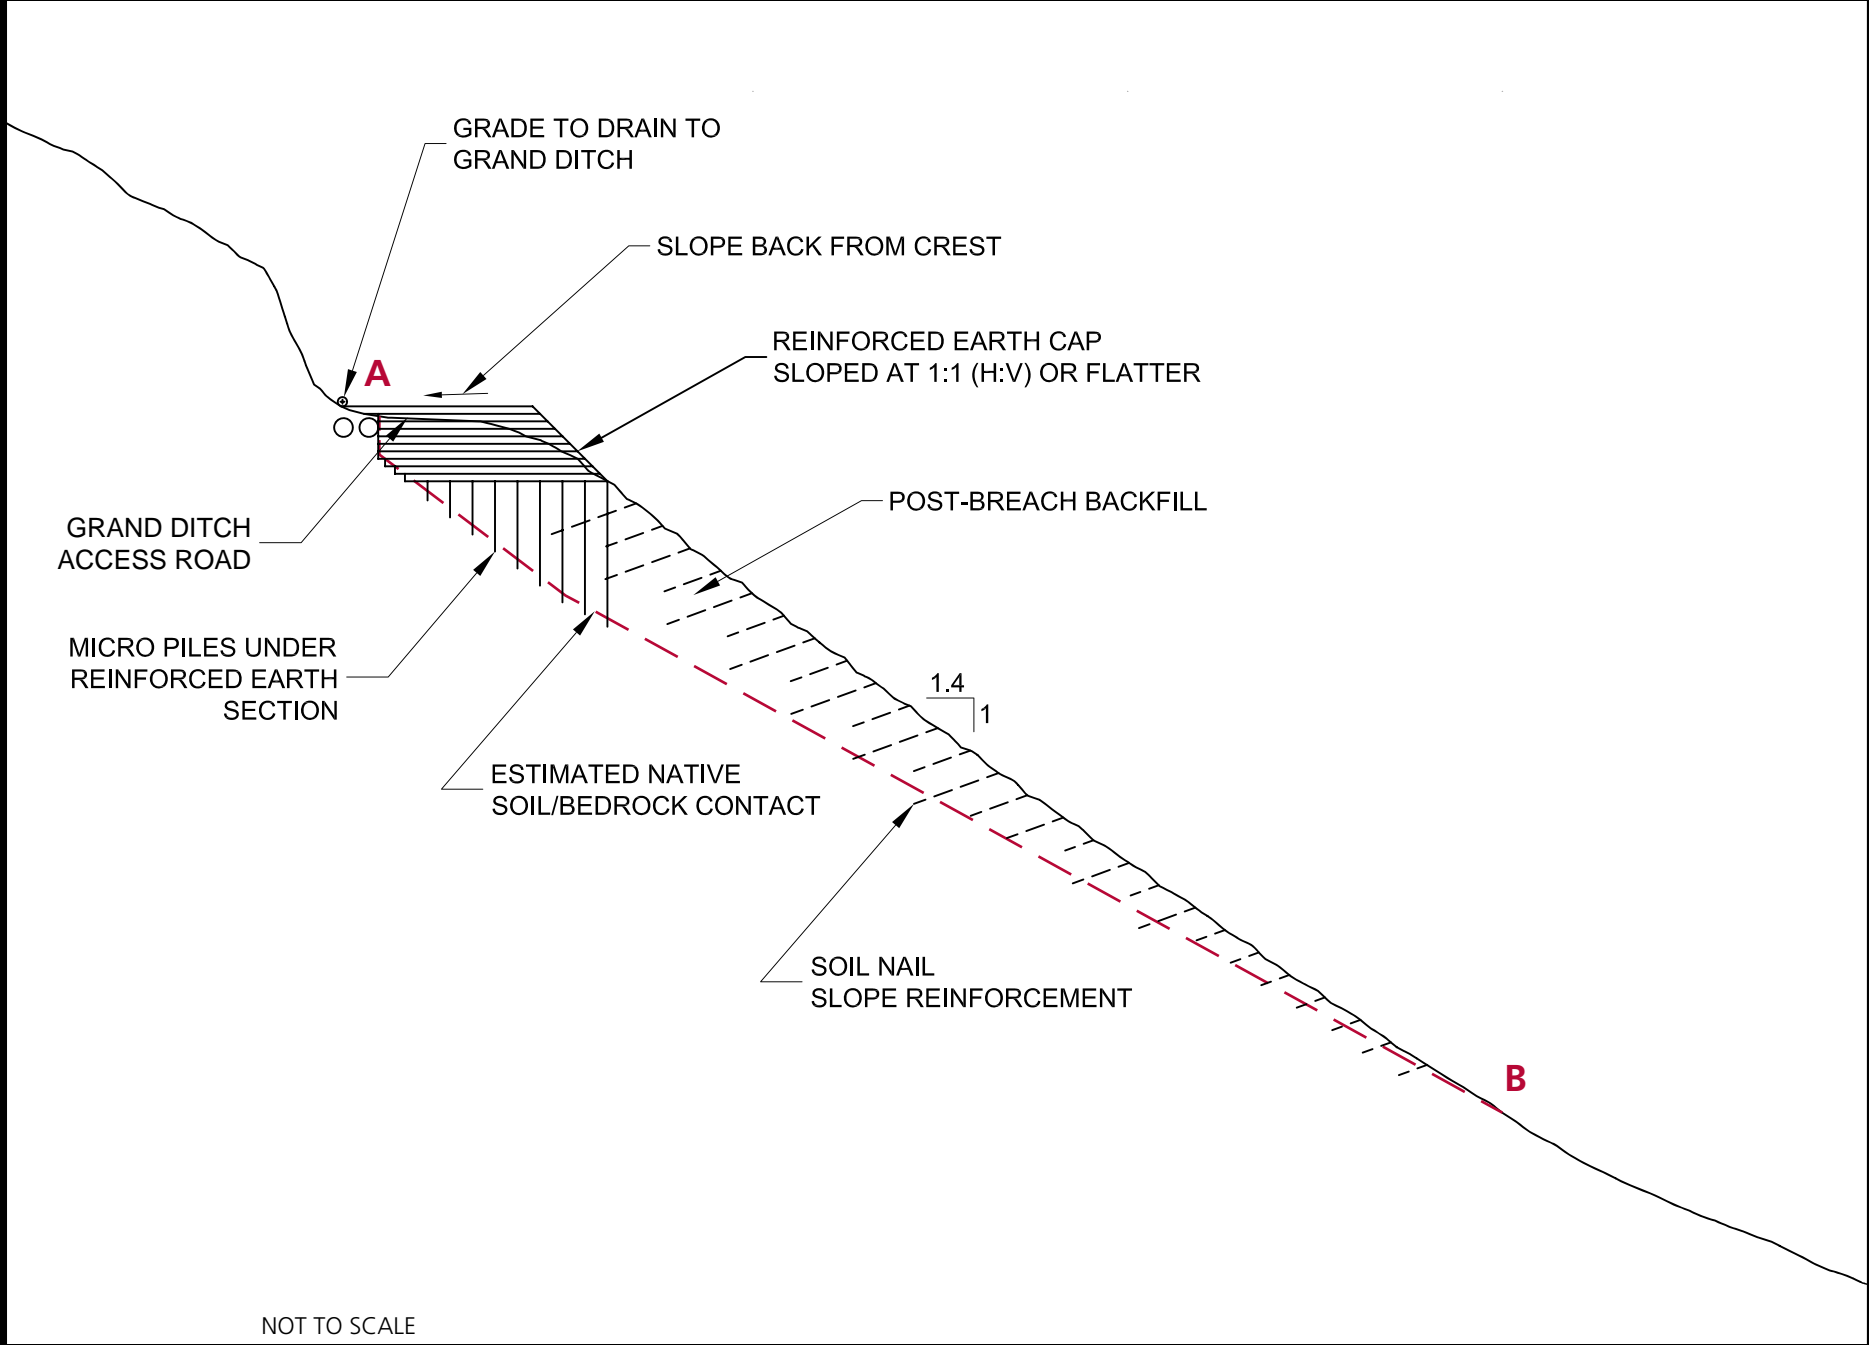 GRADE TO DRAIN TO
GRAND DITCH
SLOPE BACK FROM CREST
REINFORCED EARTH CAP
SLOPED AT 1:1 (H:V) OR FLATTER
A
POST-BREACH BACKFILL
GRAND DITCH
ACCESS ROAD
MICRO PILES UNDER
REINFORCED EARTH
SECTION
1.4
1
ESTIMATED NATIVE
SOIL/BEDROCK CONTACT
SOIL NAIL
SLOPE REINFORCEMENT
B
NOT TO SCALE